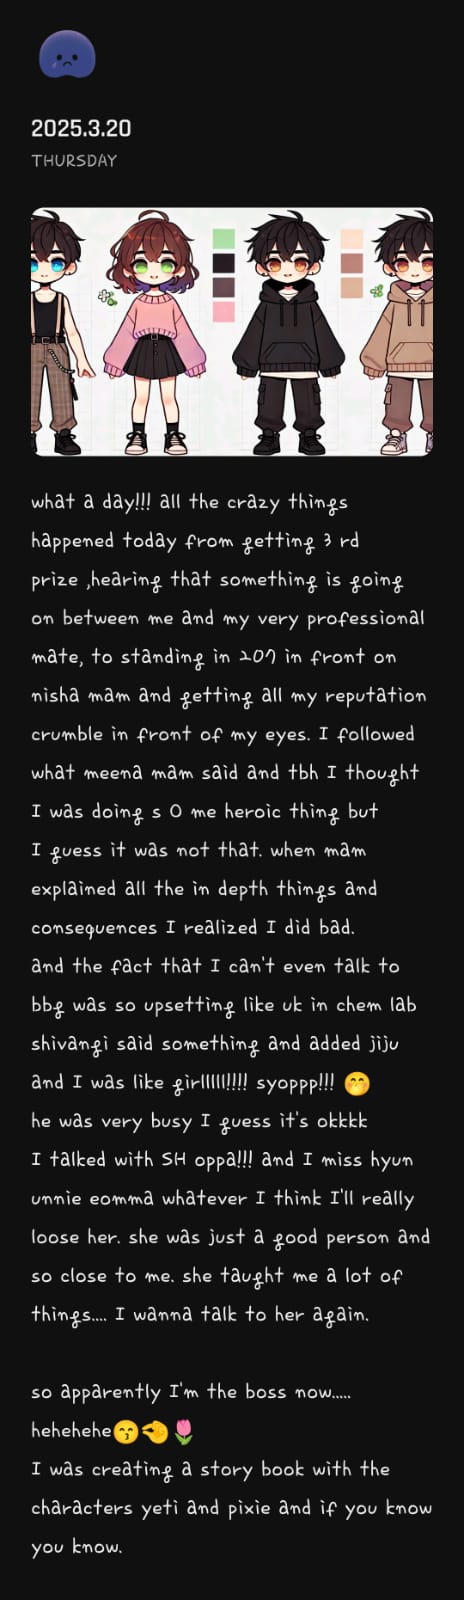 2025.3.20
THURSDAY
what a day!!! all the crazy things
happened today from getting 3 rd
prize ,hearing that something is going
on between me and my very professional
mate, to standing in 207 in front on
nisha mam and getting all my reputation
crumble in front of my eyes. I followed
what meena mam said and tbh I thought
I was doing s O me heroic thing but
I guess it was not that. when mam
explained all the in depth things and
consequences I realized I did bad.
and the fact that I can't even talk to
bbg was so upsetting like uk in chem lab
shivangi said something and added jiju
and I was like girlllll!!!! syoppp!!! 🤭
he was very busy I guess it's okkkk
I talked with SH oppa!!! and I miss hyun
unnie eomma whatever I think I'll really
loose her. she was just a good person and
so close to me. she taught me a lot of
things.... I wanna talk to her again.
so apparently I'm the boss now.....
hehehehe😙🤏🌷
I was creating a story book with the
characters yeti and pixie and if you know
you know.